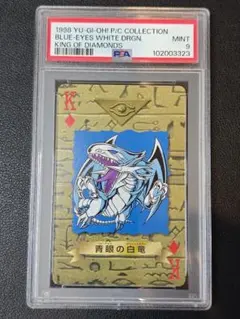 1998 YU-GI-OH! P/C COLLECTION
BLUE-EYES WHITE DRGN.
KING OF DIAMONDS
MINT
9
PSA
102003323
K
青眼の白竜
K